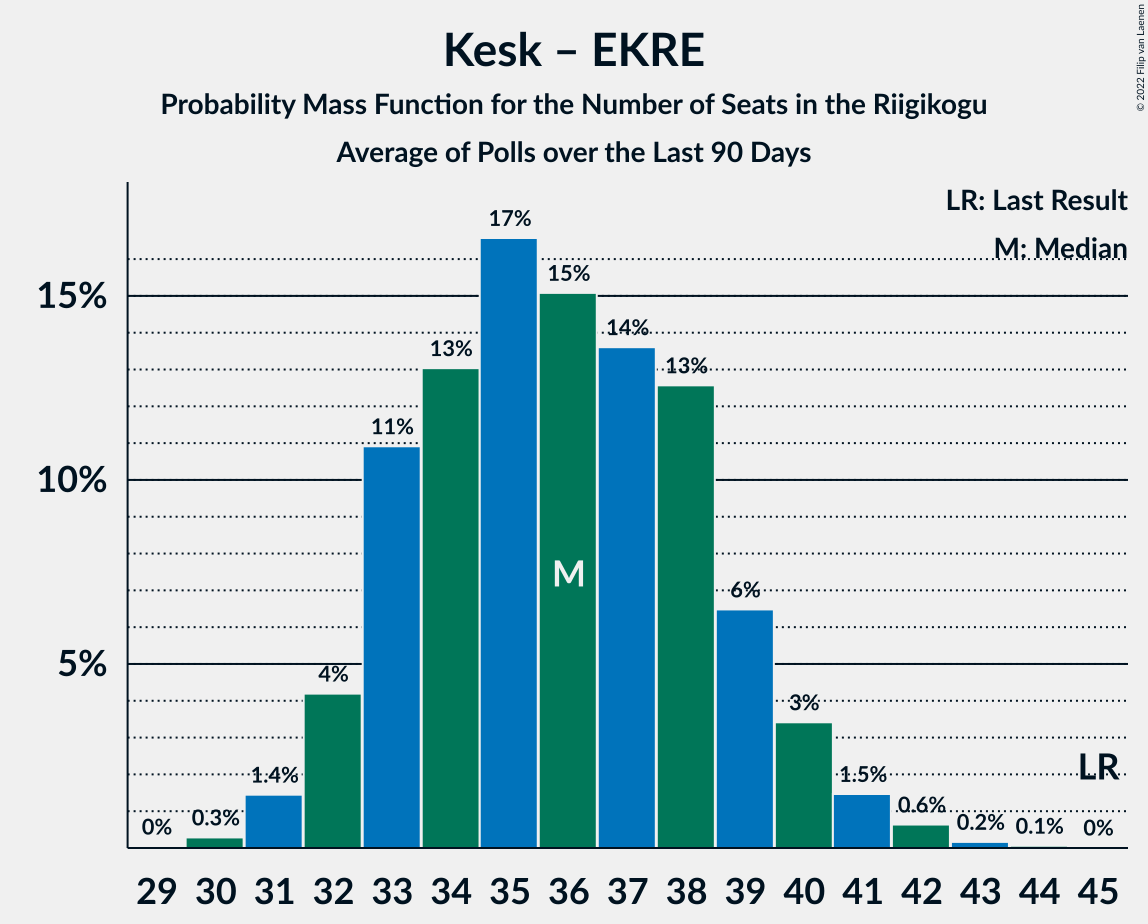 Kesk – EKRE
Probability Mass Function for the Number of Seats in the Riigikogu
Average of Polls over the Last 90 Days
© 2022 Filip van Laenen
LR: Last Result
M: Median
15%
10%
5%
0%
0.3%
1.4%
4%
11%
13%
17%
15%
14%
13%
6%
3%
1.5%
0.6%
0.2%
0.1%
0%
M
LR
29 30 31 32 33 34 35 36 37 38 39 40 41 42 43 44 45